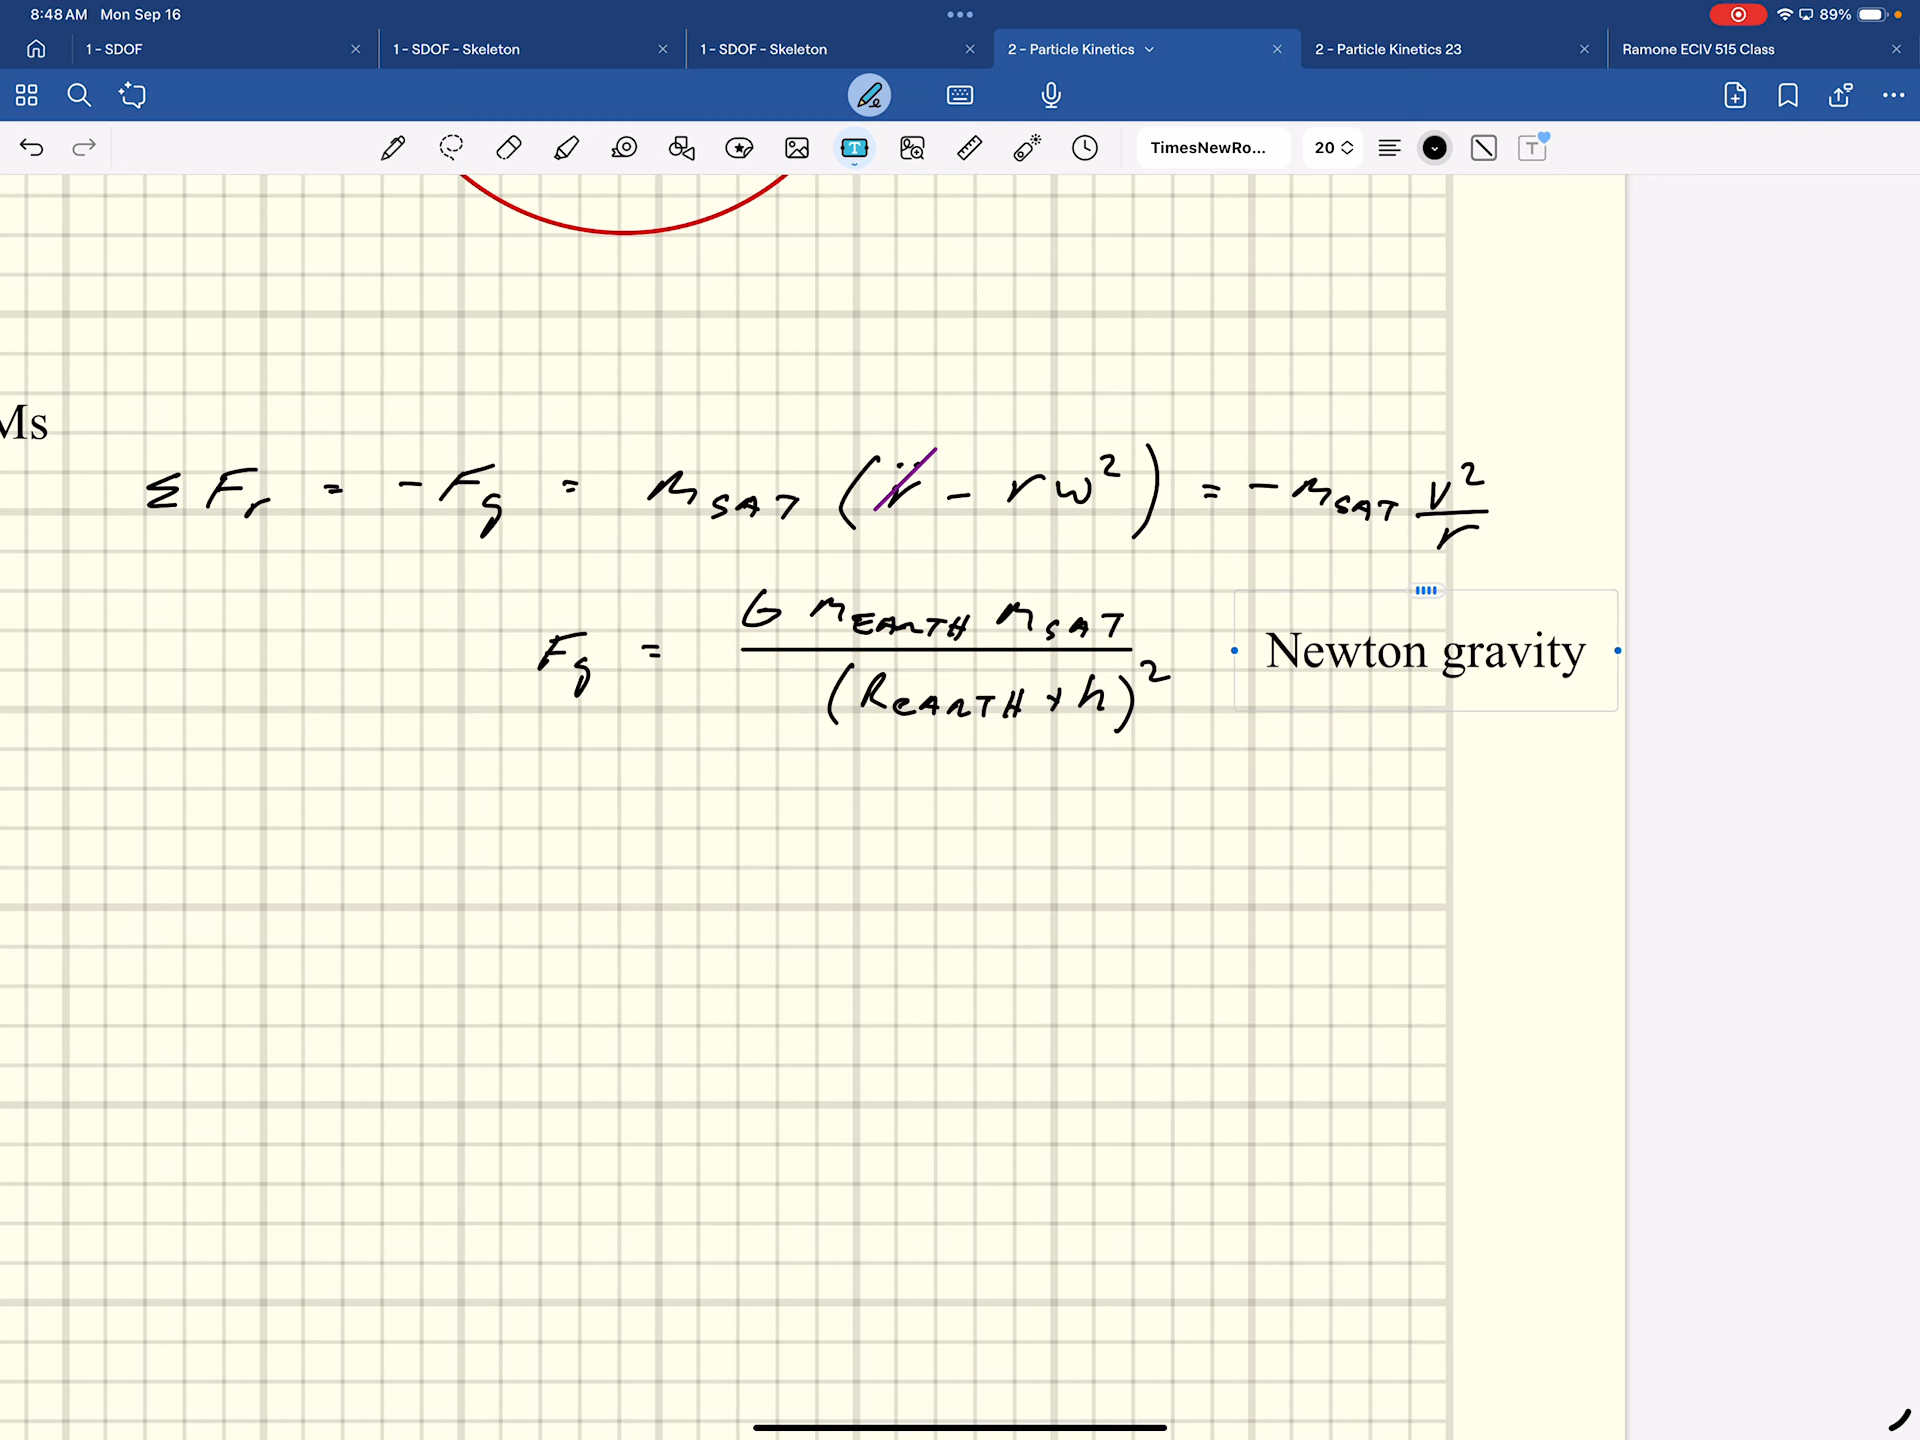 8:48 AM Mon Sep 16 89%
1 - SDOF 1 - SDOF - Skeleton 1 - SDOF - Skeleton 2 - Particle Kinetics 2 - Particle Kinetics 23 Ramone ECIV 515 Class
T TimesNewRo... 20 T
Ms
Σ F_r = - F_g = m_SAT ( r̈ - r ω² ) = - m_SAT v²/r
F_g = G m_EARTH m_SAT / (R_EARTH + h)² Newton gravity